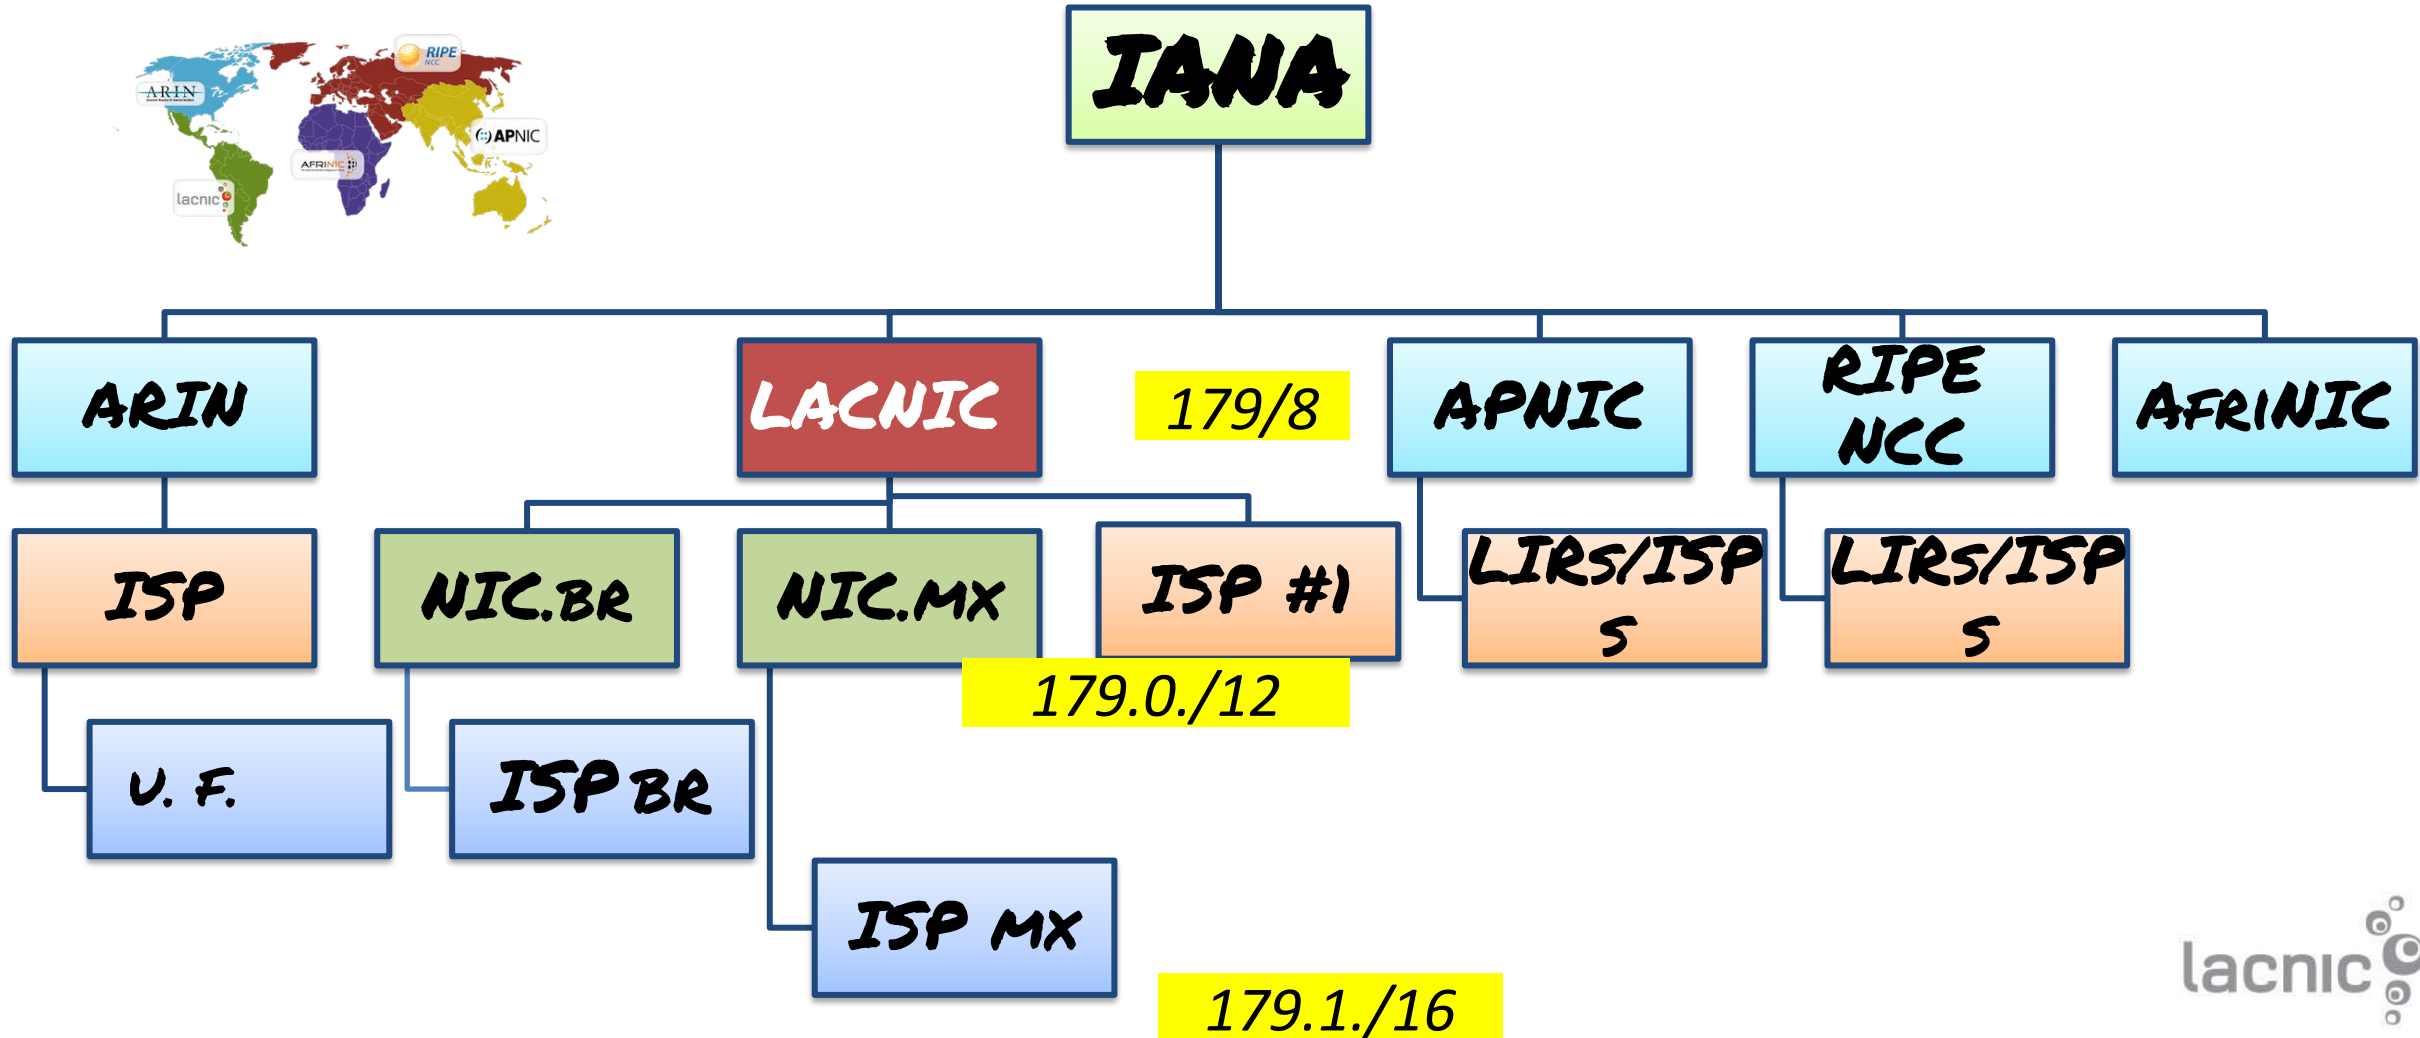 IANA
RIPE
NCC
ARIN
APNIC
AFRINIC
lacnic
ARIN
LACNIC
179/8
APNIC
RIPE
NCC
AfriNIC
ISP
NIC.br
NIC.mx
ISP #1
LIRs/ISP
s
LIRs/ISP
s
179.0./12
U. F.
ISP br
ISP mx
179.1./16
lacnic